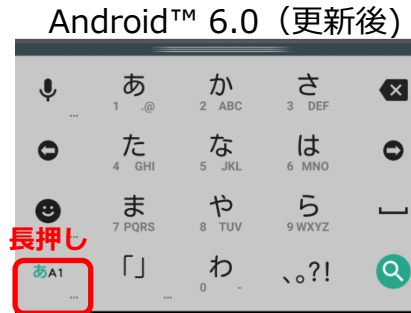 Android™ 6.0（更新後)
あ か さ
1 .@ 2 ABC 3 DEF
た な は
4 GHI 5 JKL 6 MNO
ま や ら
7 PQRS 8 TUV 9 WXYZ
長押し
あA1 「」 わ 、。?!
0 -